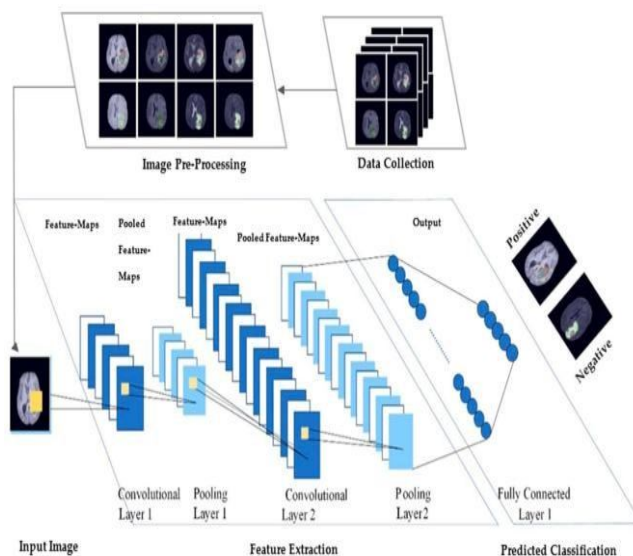 Image Pre-Processing
Data Collection
Feature-Maps
Pooled
Feature-
Maps
Feature-Maps
Pooled Feature-Maps
Output
Positive
Negative
Convolutional
Layer 1
Pooling
Layer 1
Convolutional
Layer 2
Pooling
Layer2
Fully Connected
Layer 1
Input Image
Feature Extraction
Predicted Classification